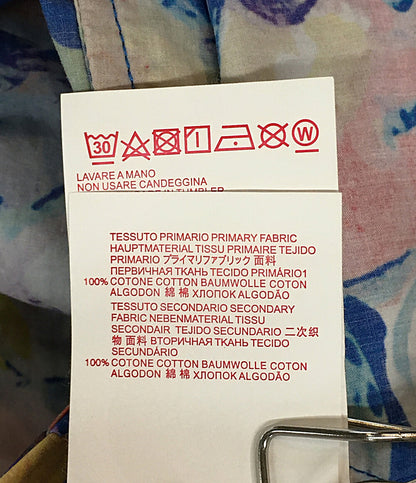 30 W
LAVARE A MANO
NON USARE CANDEGGINA
TESSUTO PRIMARIO PRIMARY FABRIC
HAUPTMATERIAL TISSU PRIMAIRE TEJIDO
PRIMARIO プライマリファブリック 面料
ПЕРВИЧНАЯ ТКАНЬ TECIDO PRIMÁRIO1
100% COTONE COTTON BAUMWOLLE COTON
ALGODON 綿 棉 ХЛОПОК ALGODÃO
TESSUTO SECONDARIO SECONDARY
FABRIC NEBENMATERIAL TISSU
SECONDAIR TEJIDO SECUNDARIO 二次织
物 面料 ВТОРИЧНАЯ ТКАНЬ TECIDO
SECUNDÁRIO
100% COTONE COTTON BAUMWOLLE COTON
ALGODON 綿 棉 ХЛОПОК ALGODÃO